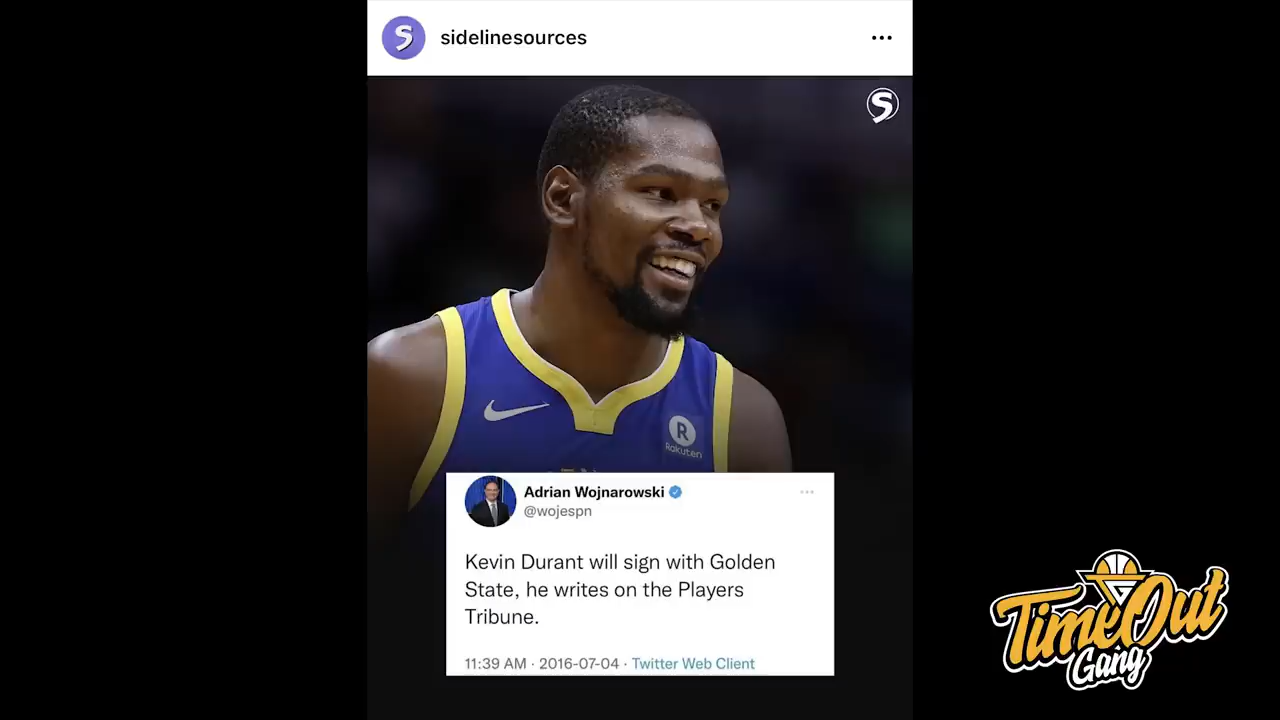 sidelinesources
S
R
Rakuten
Adrian Wojnarowski
@wojespn
Kevin Durant will sign with Golden
State, he writes on the Players
Tribune.
11:39 AM · 2016-07-04 · Twitter Web Client
TimeOut
Gang